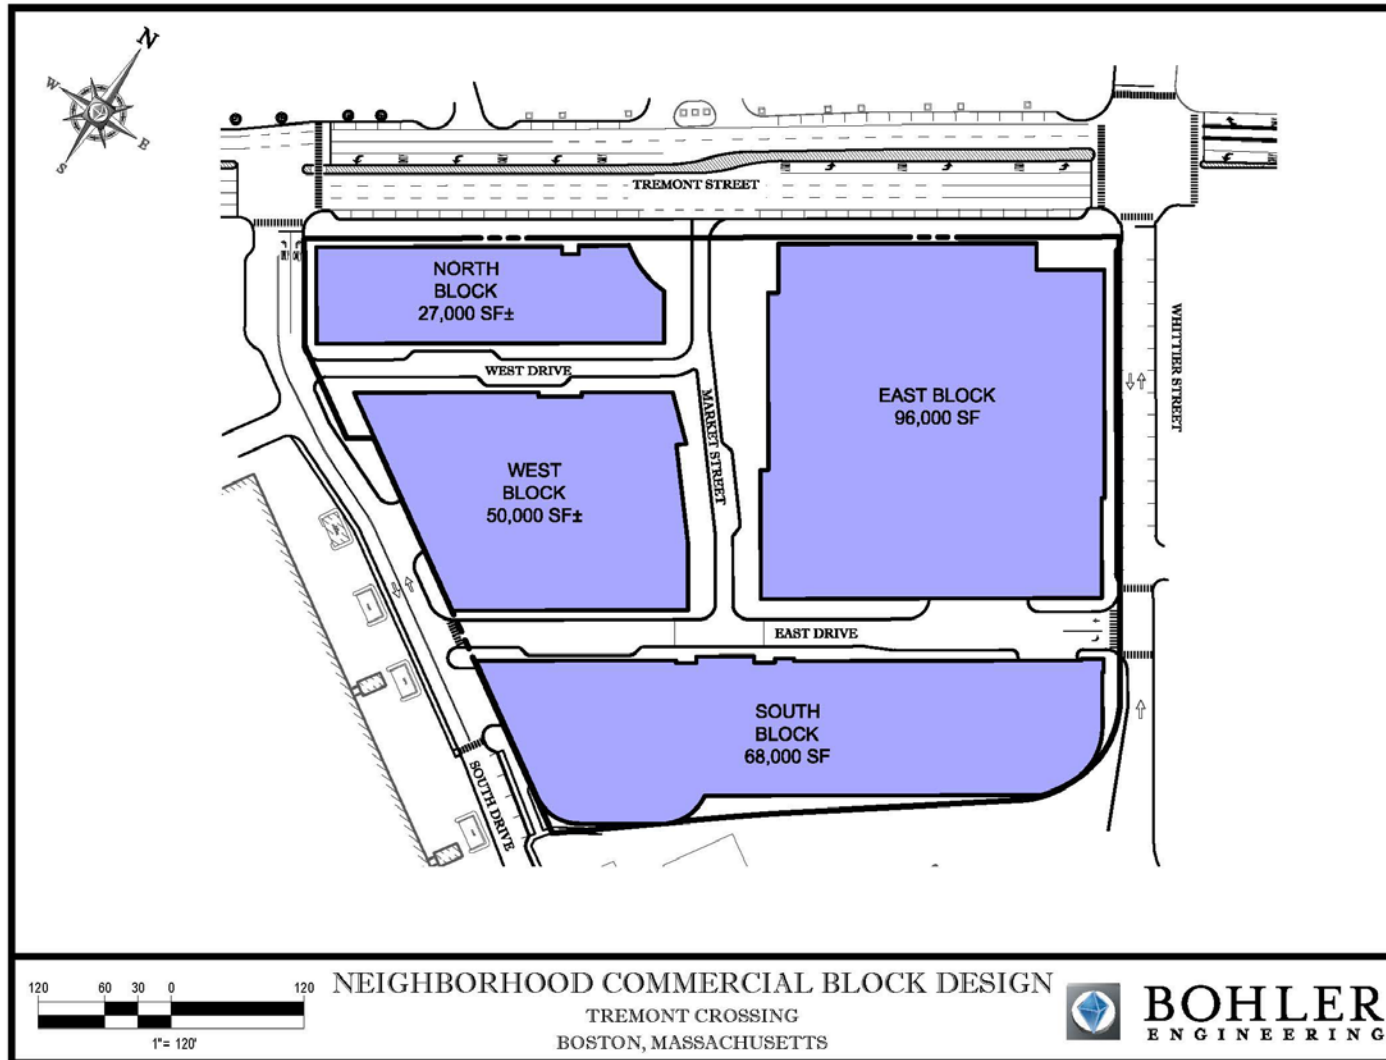 N
W
E
S
TREMONT STREET
NORTH
BLOCK
27,000 SF±
WEST DRIVE
MARKET STREET
EAST BLOCK
96,000 SF
WHITTIER STREET
WEST
BLOCK
50,000 SF±
EAST DRIVE
SOUTH
BLOCK
68,000 SF
SOUTH DRIVE
120 60 30 0 120
1"= 120'
NEIGHBORHOOD COMMERCIAL BLOCK DESIGN
TREMONT CROSSING
BOSTON, MASSACHUSETTS
BOHLER
ENGINEERING